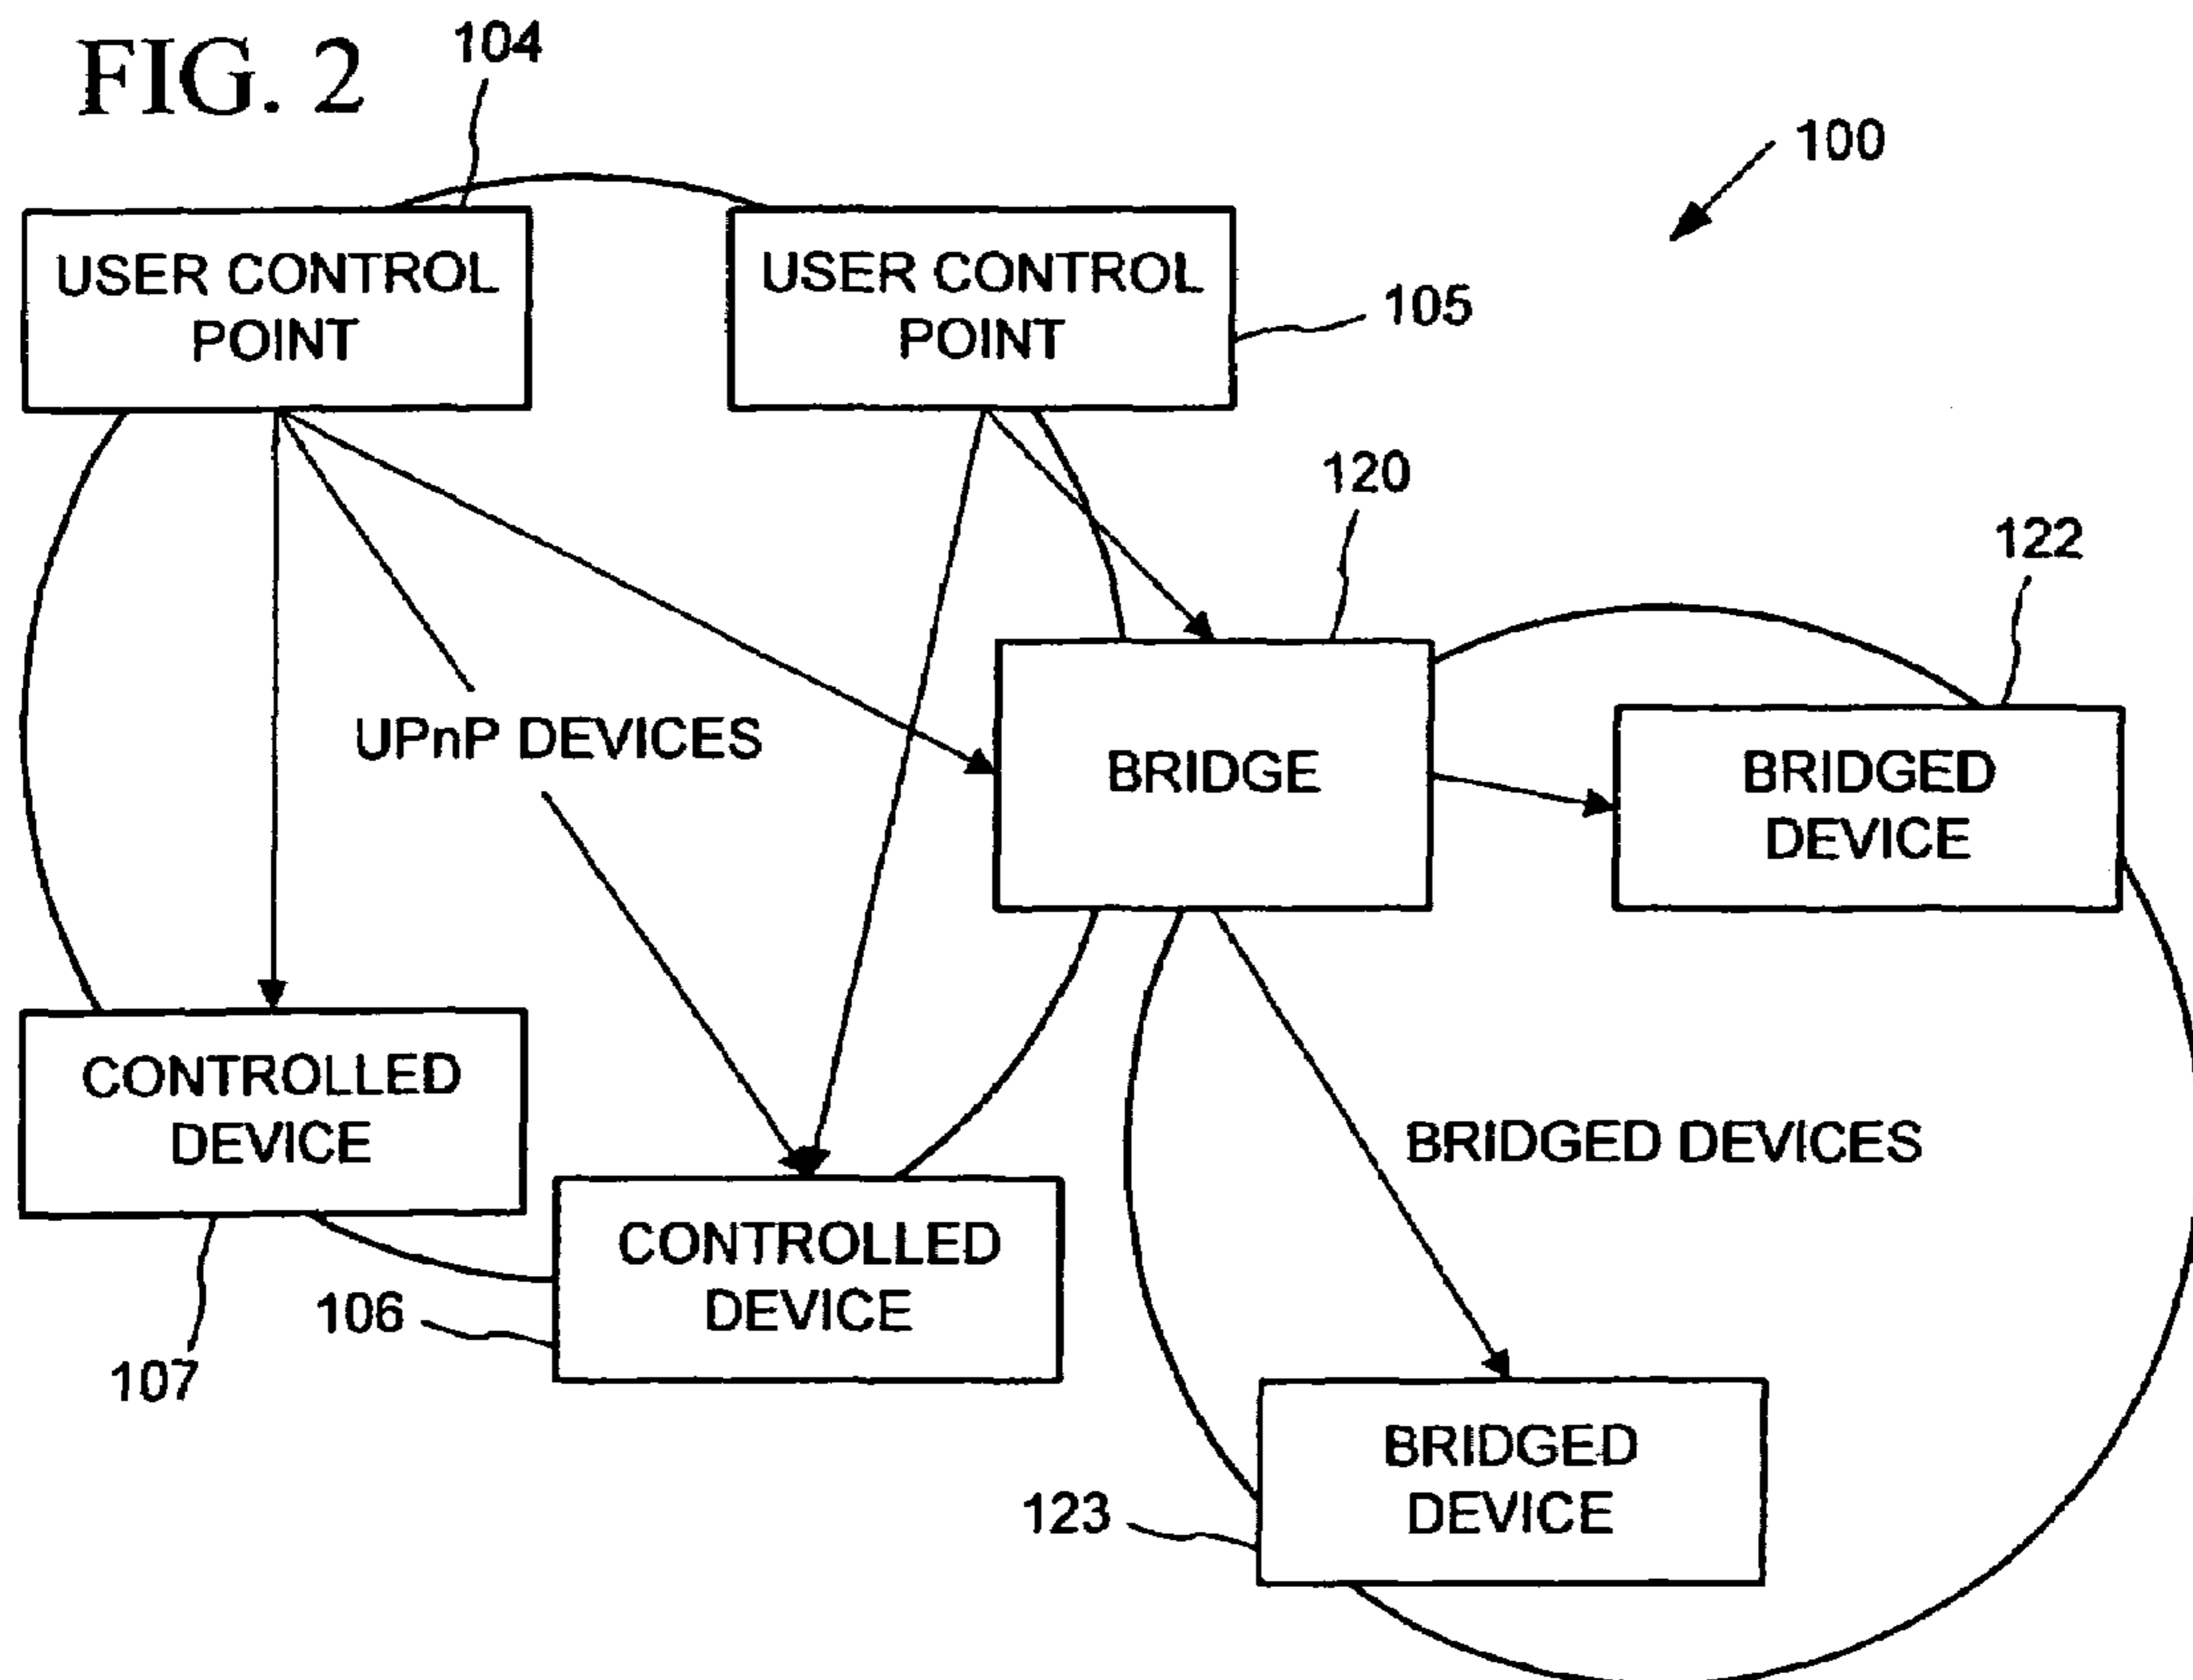 FIG. 2
104
100
USER CONTROL
POINT
USER CONTROL
POINT
105
120
122
UPnP DEVICES
BRIDGE
BRIDGED
DEVICE
CONTROLLED
DEVICE
BRIDGED DEVICES
CONTROLLED
DEVICE
106
107
BRIDGED
DEVICE
123